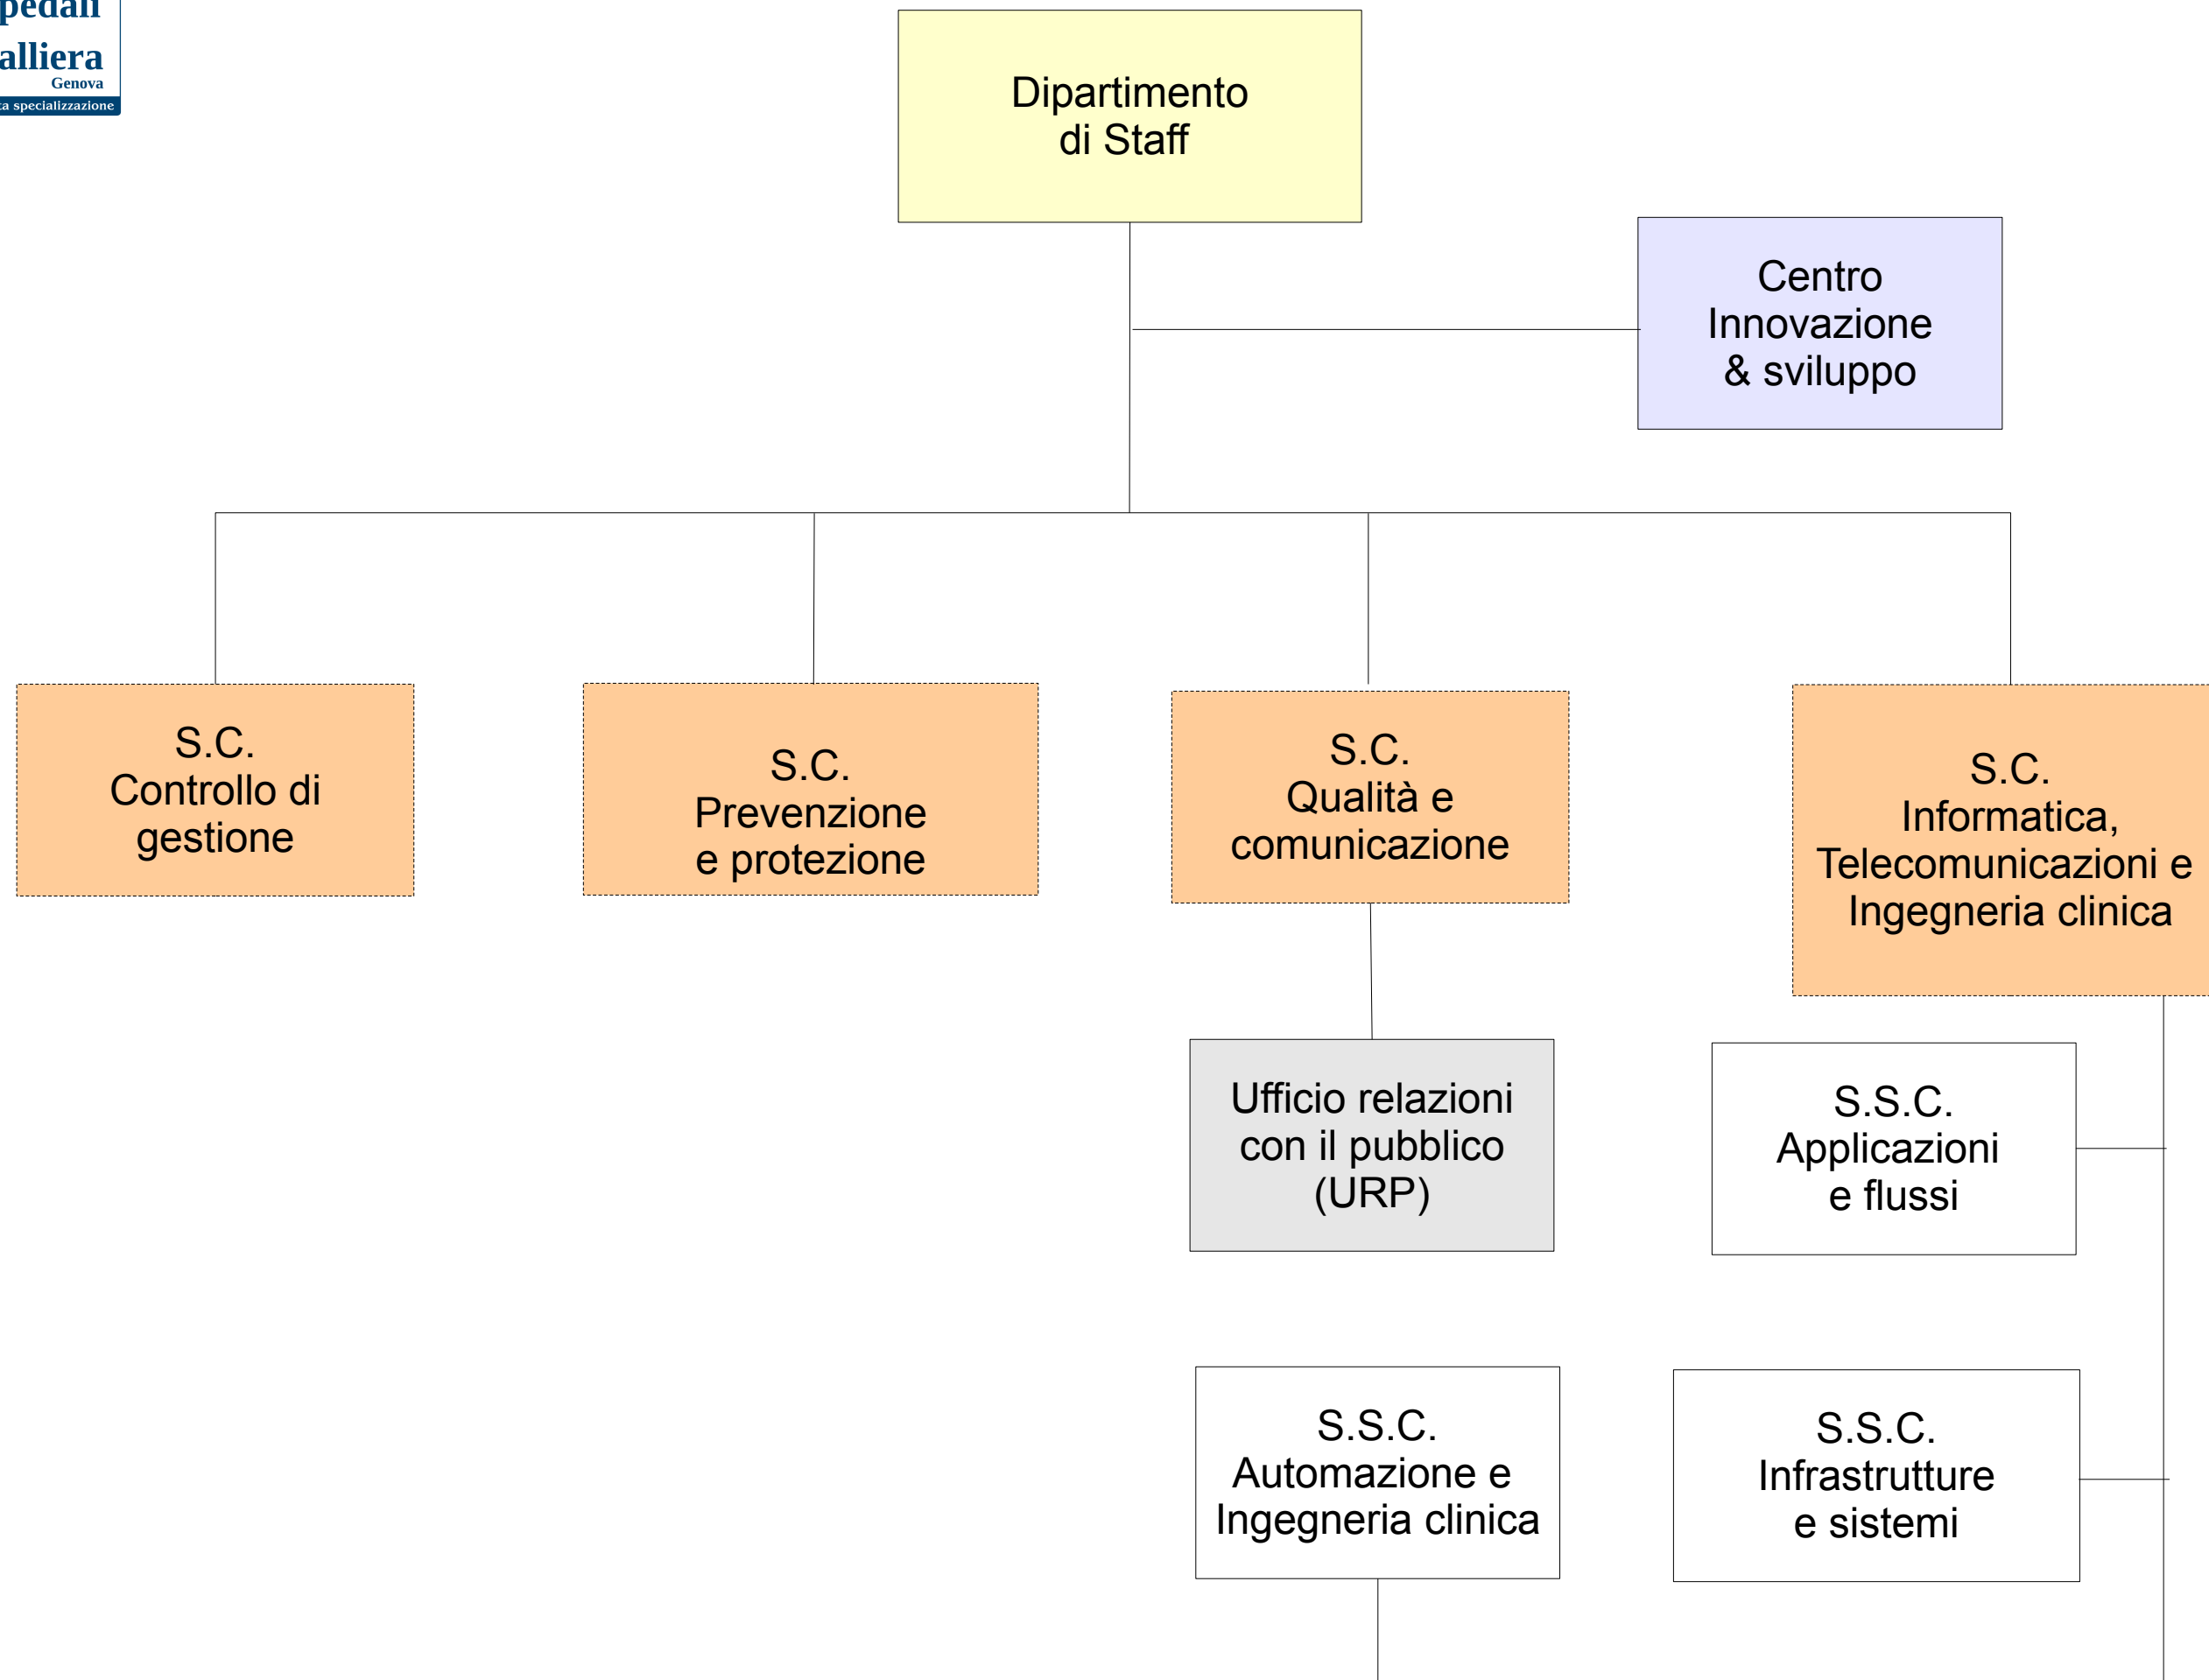 alliera
Genova
specializzazione
Dipartimento
di Staff
Centro
Innovazione
& sviluppo
S.C.
Controllo di
gestione
S.C.
Prevenzione
e protezione
S.C.
Qualità e
comunicazione
S.C.
Informatica,
Telecomunicazioni e
Ingegneria clinica
Ufficio relazioni
con il pubblico
(URP)
S.S.C.
Applicazioni
e flussi
S.S.C.
Automazione e
Ingegneria clinica
S.S.C.
Infrastrutture
e sistemi